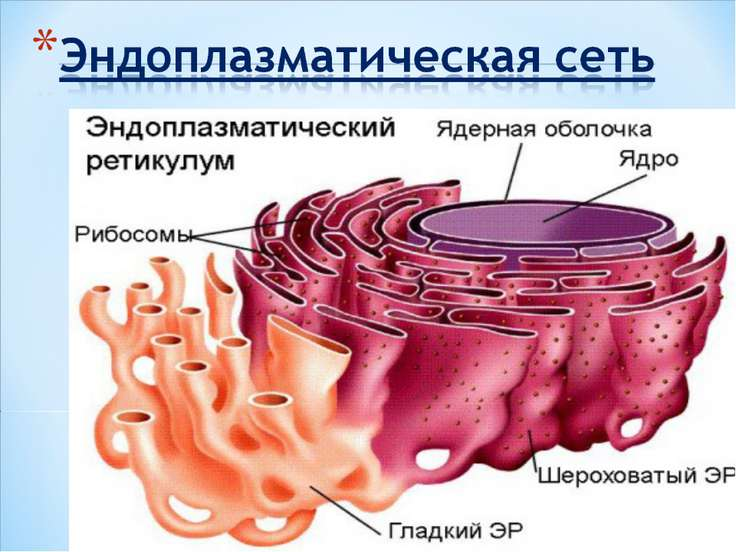 *Эндоплазматическая сеть
Эндоплазматический
ретикулум
Ядерная оболочка
Ядро
Рибосомы
Шероховатый ЭР
Гладкий ЭР